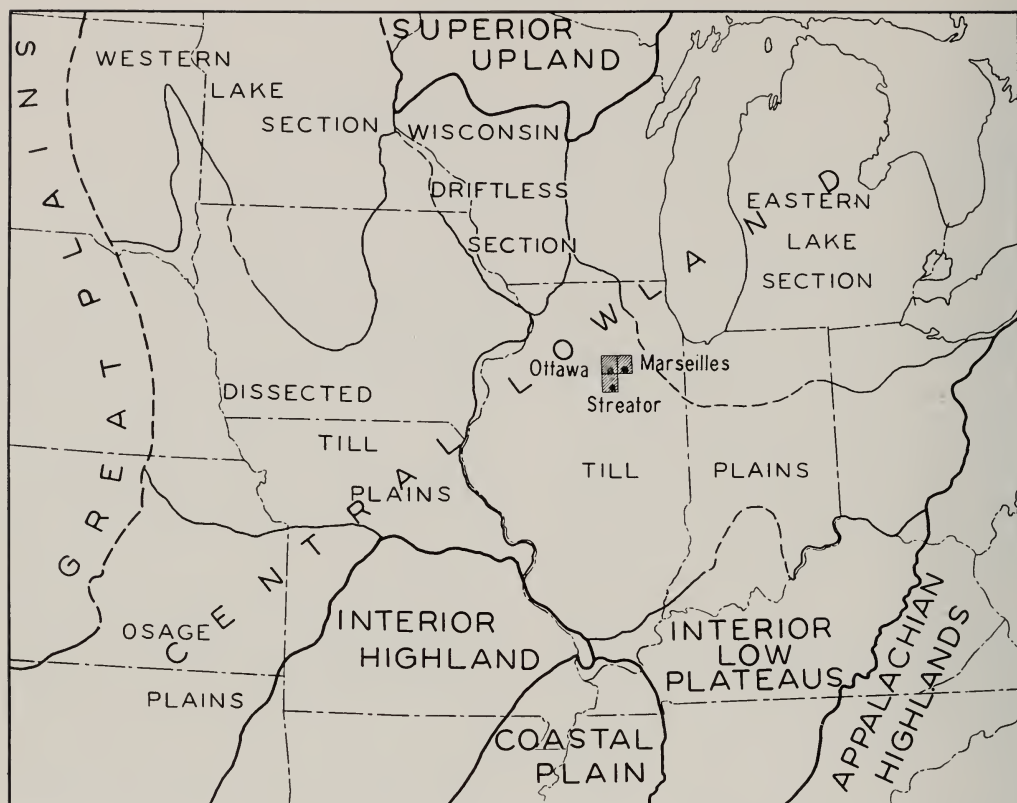 SUPERIOR
UPLAND
WESTERN
LAKE
SECTION
WISCONSIN
DRIFTLESS
SECTION
EASTERN
LAKE
SECTION
GREAT PLAINS
CENTRAL LOWLAND
Ottawa
Marseilles
Streator
DISSECTED
TILL
PLAINS
TILL PLAINS
OSAGE
PLAINS
INTERIOR
HIGHLAND
INTERIOR
LOW
PLATEAUS
APPALACHIAN
HIGHLANDS
COASTAL
PLAIN